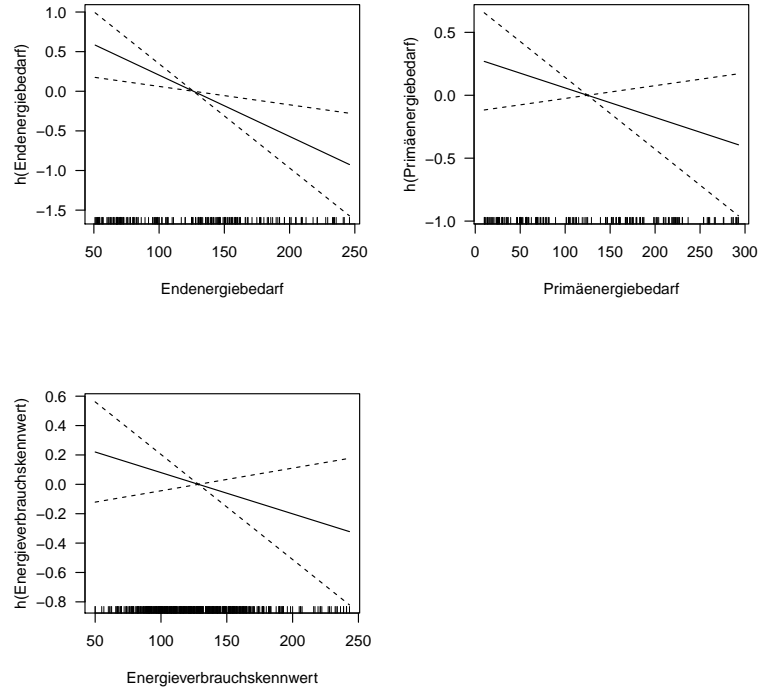 h(Endenergiebedarf)
1.0
0.5
0.0
−0.5
−1.0
−1.5
50 100 150 200 250
Endenergiebedarf
h(Primäenergiebedarf)
0.5
0.0
−0.5
−1.0
0 50 100 150 200 250 300
Primäenergiebedarf
h(Energieverbrauchskennwert)
0.6
0.4
0.2
0.0
−0.2
−0.4
−0.6
−0.8
50 100 150 200 250
Energieverbrauchskennwert